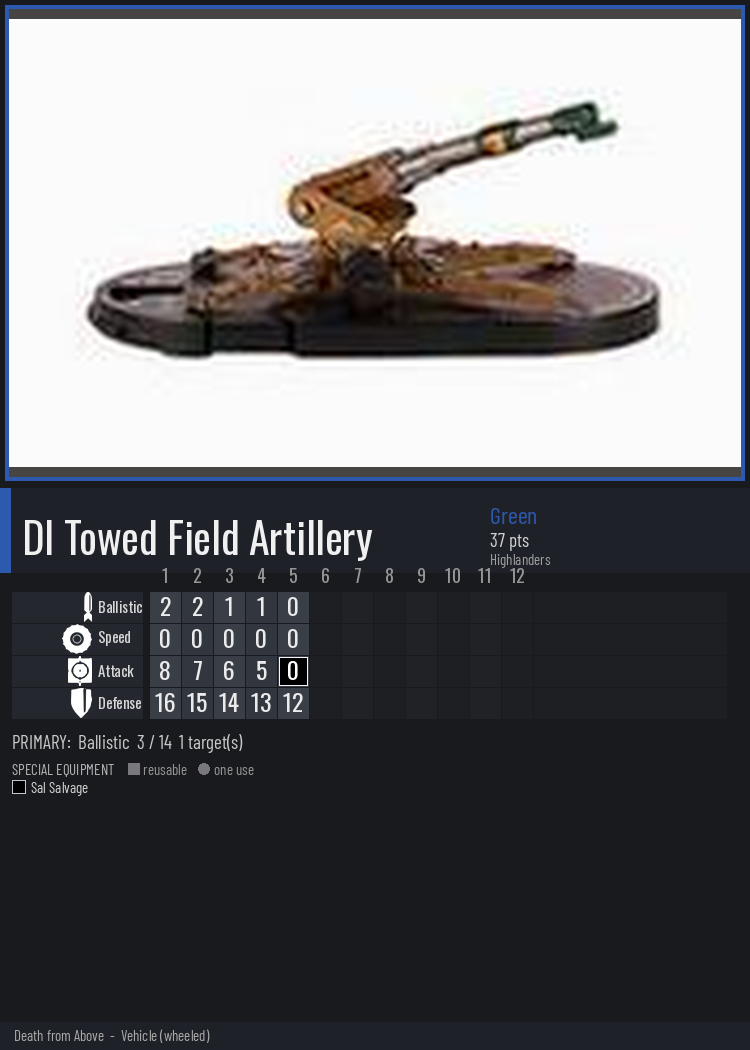 DI Towed Field Artillery
Green
37 pts
Highlanders
1 2 3 4 5 6 7 8 9 10 11 12
Ballistic 2 2 1 1 0
Speed 0 0 0 0 0
Attack 8 7 6 5 0
Defense 16 15 14 13 12
PRIMARY: Ballistic 3 / 14 1 target(s)
SPECIAL EQUIPMENT reusable one use
Sal Salvage
Death from Above - Vehicle (wheeled)